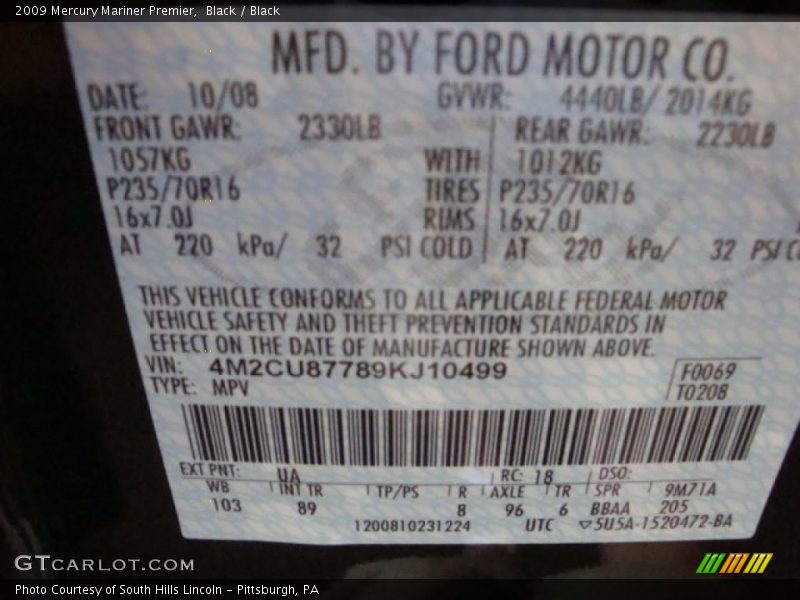 2009 Mercury Mariner Premier,  Black / Black
MFD. BY FORD MOTOR CO.
DATE: 10/08 GVWR: 4440LB/ 2014KG
FRONT GAWR: 2330LB REAR GAWR: 2230LB
1057KG WITH 1012KG
P235/70R16 TIRES P235/70R16
16x7.0J RIMS 16x7.0J
AT 220 kPa/ 32 PSI COLD AT 220 kPa/ 32 PSI
THIS VEHICLE CONFORMS TO ALL APPLICABLE FEDERAL MOTOR
VEHICLE SAFETY AND THEFT PREVENTION STANDARDS IN
EFFECT ON THE DATE OF MANUFACTURE SHOWN ABOVE.
VIN: 4M2CU87789KJ10499 F0069
TYPE: MPV T0208
EXT PNT: UA RC: 18 DSO:
WB INT TR TP/PS R AXLE TR SPR 9M71A
103 89 8 96 6 BBAA 205
1200810231224 UTC ▽5U5A-1520472-BA
GTCARLOT.COM
Photo Courtesy of South Hills Lincoln - Pittsburgh, PA